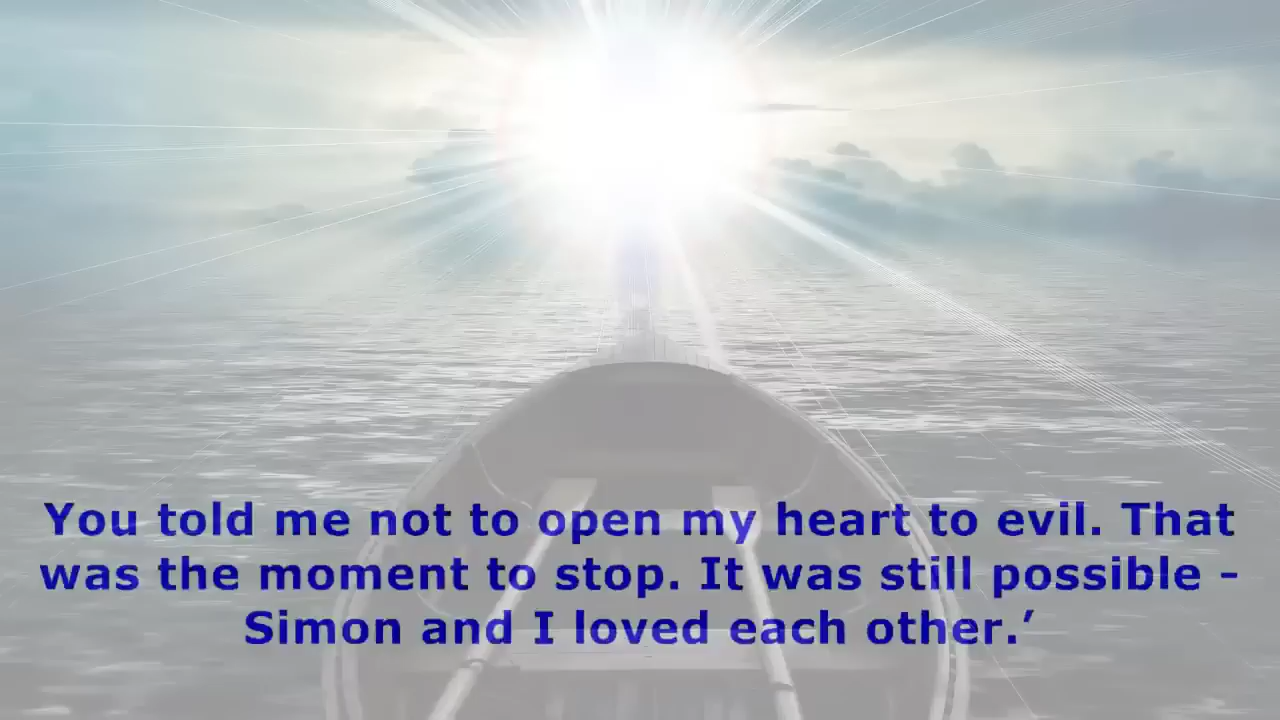 You told me not to open my heart to evil. That
was the moment to stop. It was still possible -
Simon and I loved each other.’